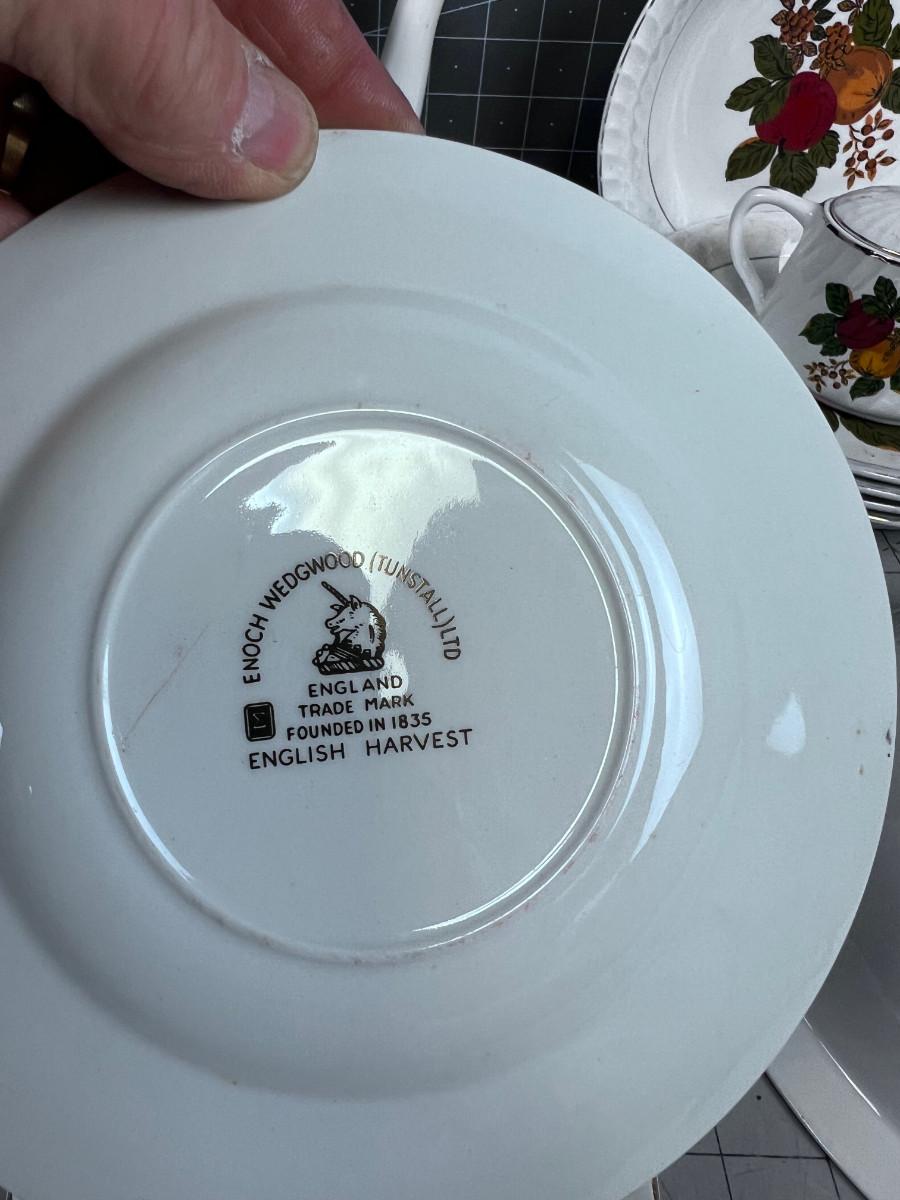 ENOCH WEDGWOOD (TUNSTALL) LTD
ENGLAND
TRADE MARK
FOUNDED IN 1835
ENGLISH HARVEST